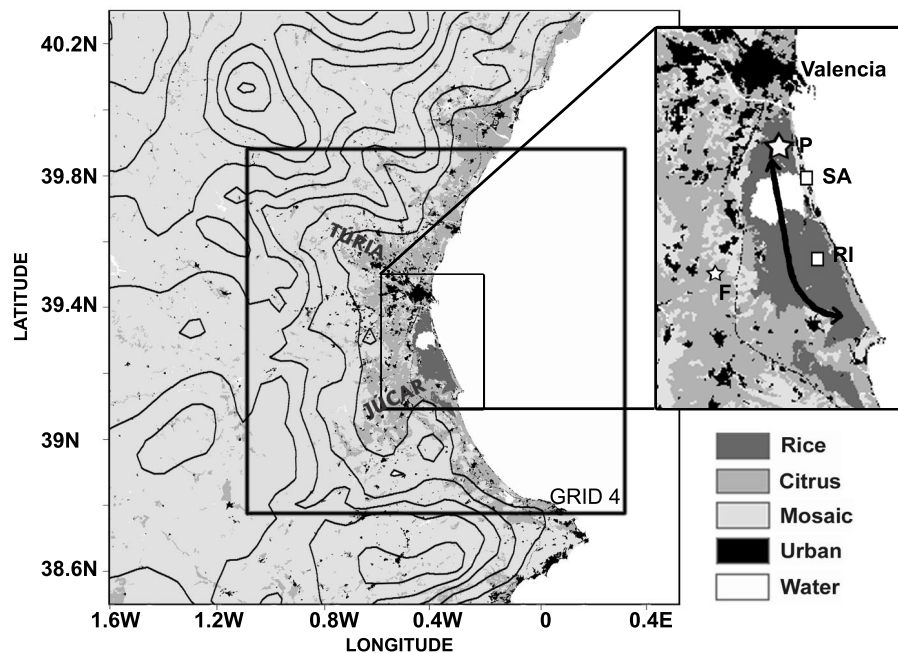 40.2N
39.8N
39.4N
39N
38.6N
LATITUDE
1.6W
1.2W
0.8W
0.4W
0
0.4E
LONGITUDE
TURIA
JÚCAR
GRID 4
Valencia
P
SA
RI
F
Rice
Citrus
Mosaic
Urban
Water